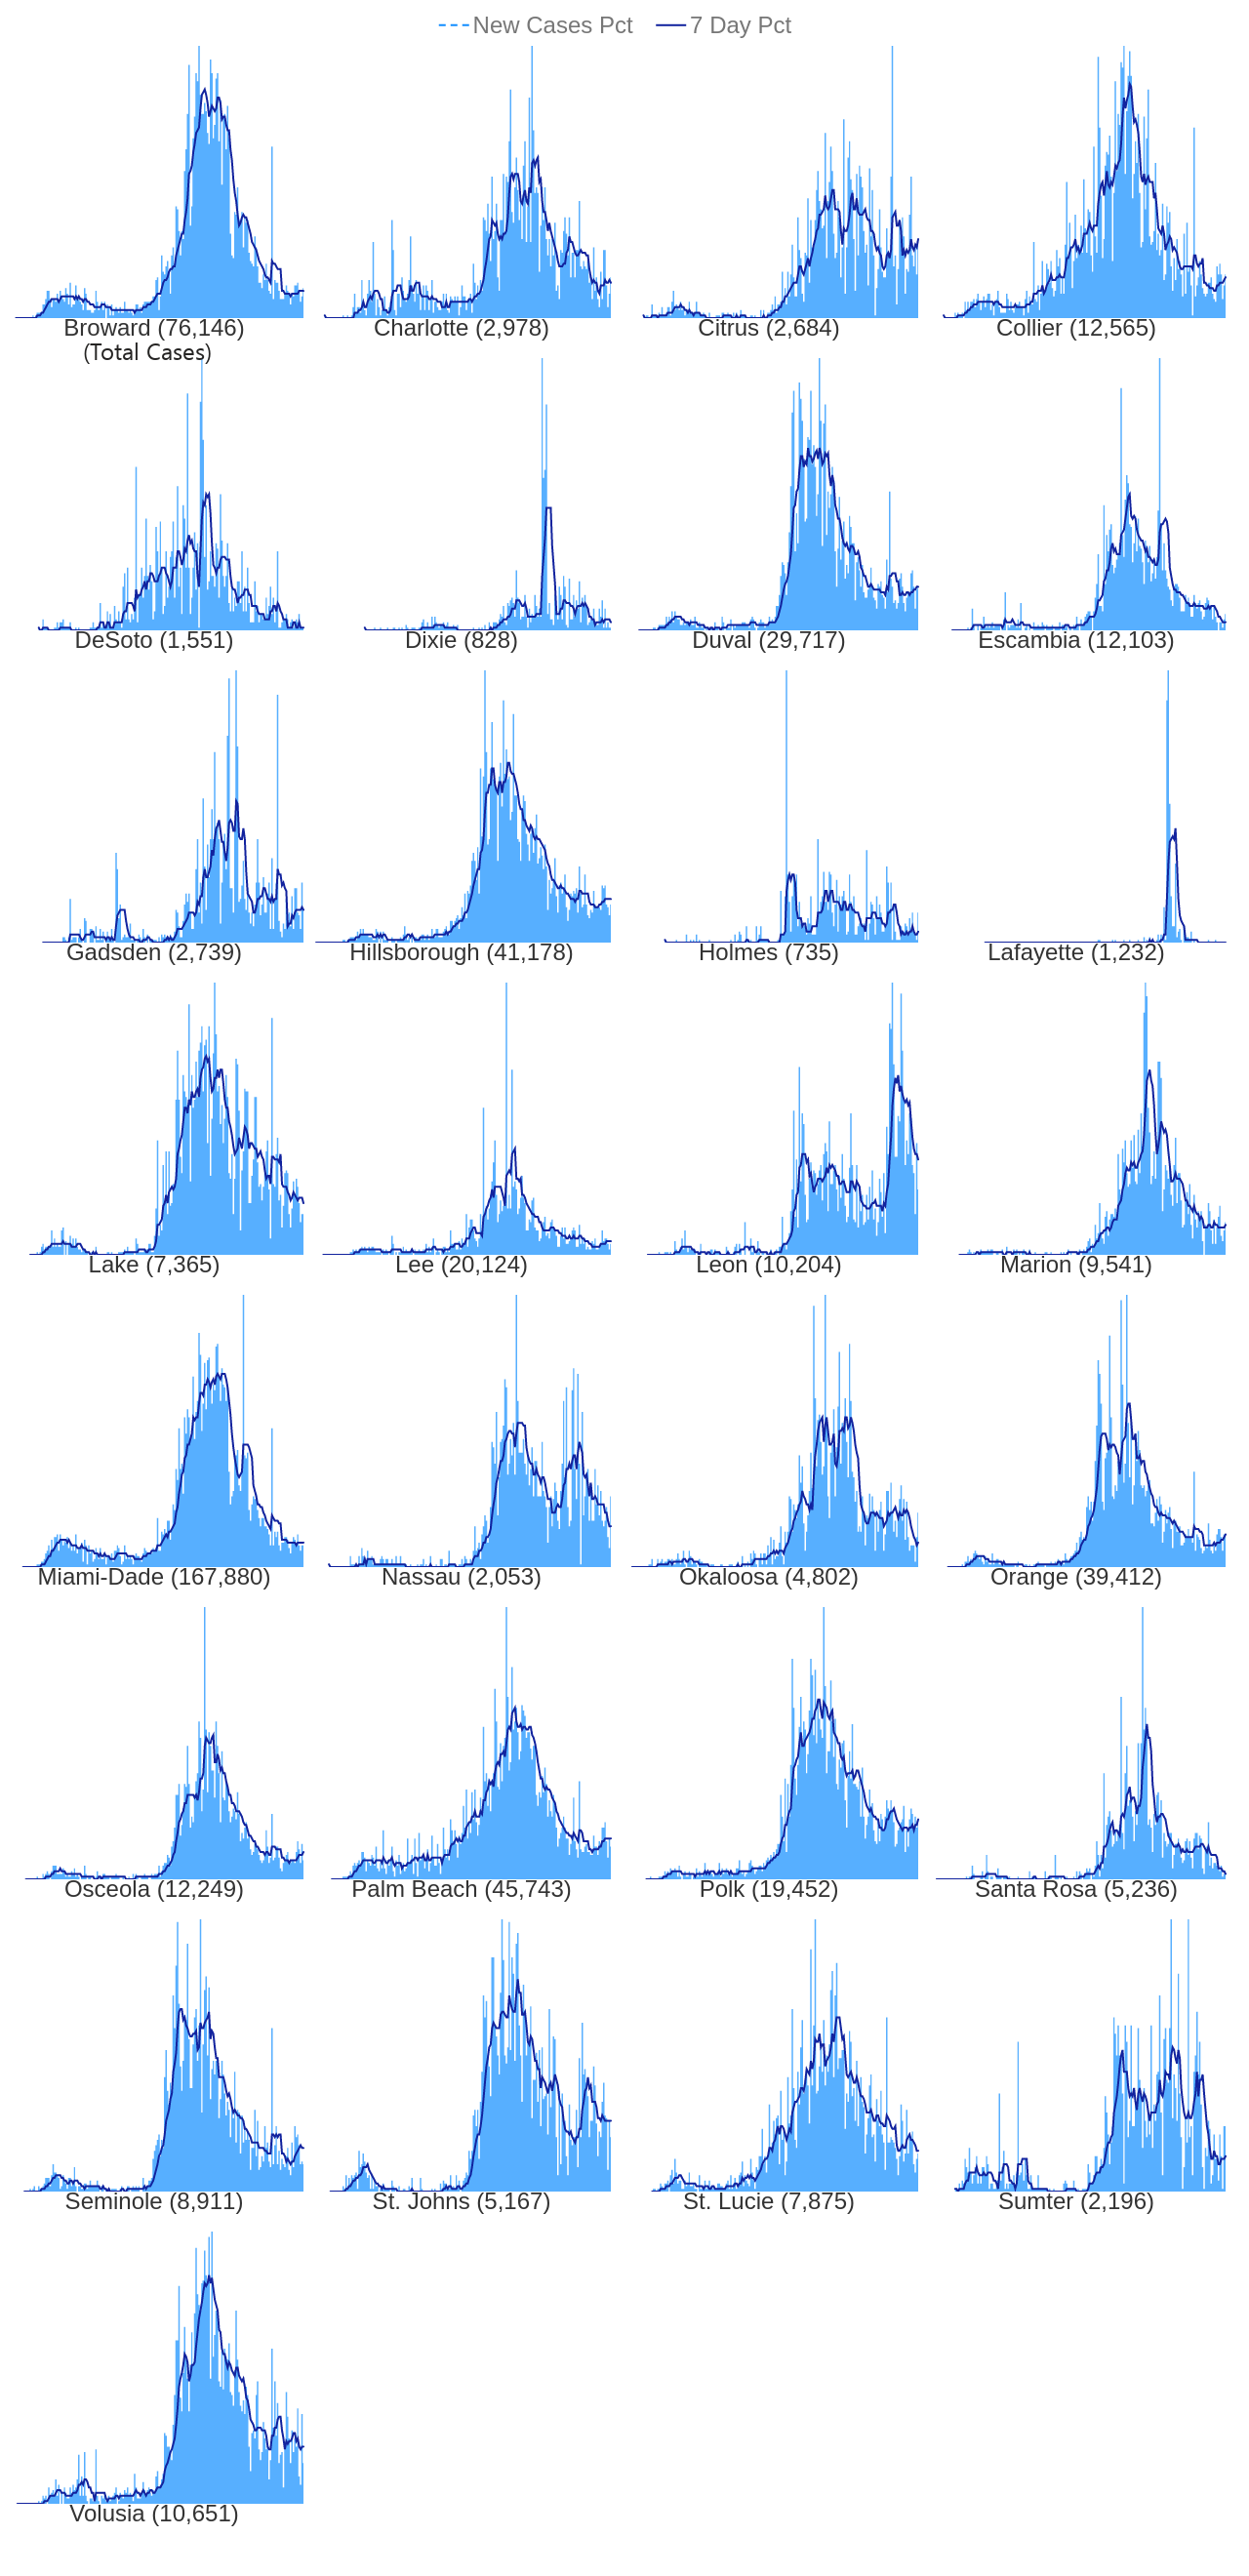 New Cases Pct 7 Day Pct
Broward (76,146) Charlotte (2,978) Citrus (2,684) Collier (12,565)
(Total Cases)
DeSoto (1,551) Dixie (828) Duval (29,717) Escambia (12,103)
Gadsden (2,739) Hillsborough (41,178) Holmes (735) Lafayette (1,232)
Lake (7,365) Lee (20,124) Leon (10,204) Marion (9,541)
Miami-Dade (167,880) Nassau (2,053) Okaloosa (4,802) Orange (39,412)
Osceola (12,249) Palm Beach (45,743) Polk (19,452) Santa Rosa (5,236)
Seminole (8,911) St. Johns (5,167) St. Lucie (7,875) Sumter (2,196)
Volusia (10,651)